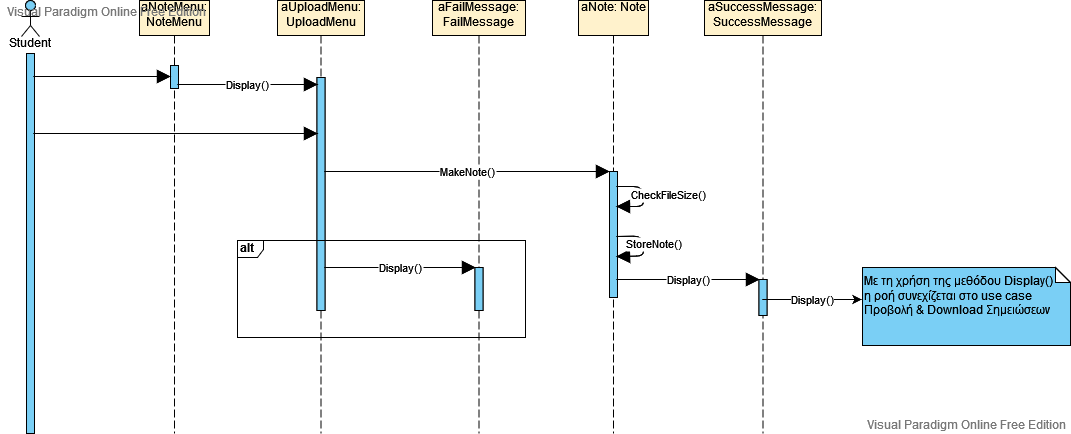 Visual Paradigm Online Free Edition
Student
aNoteMenu:
NoteMenu
aUploadMenu:
UploadMenu
aFailMessage:
FailMessage
aNote: Note
aSuccessMessage:
SuccessMessage
Display()
MakeNote()
CheckFileSize()
StoreNote()
alt
Display()
Display()
Display()
Με τη χρήση της μεθόδου Display()
η ροή συνεχίζεται στο use case
Προβολή & Download Σημειώσεων
Visual Paradigm Online Free Edition